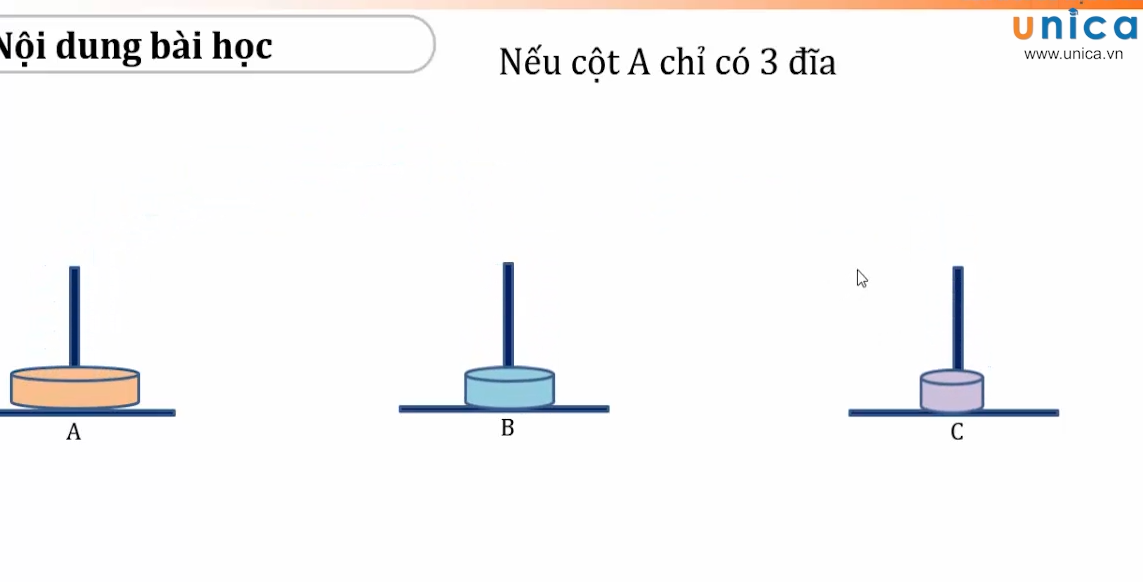 Nội dung bài học
Nếu cột A chỉ có 3 đĩa
unica
www.unica.vn
A
B
C